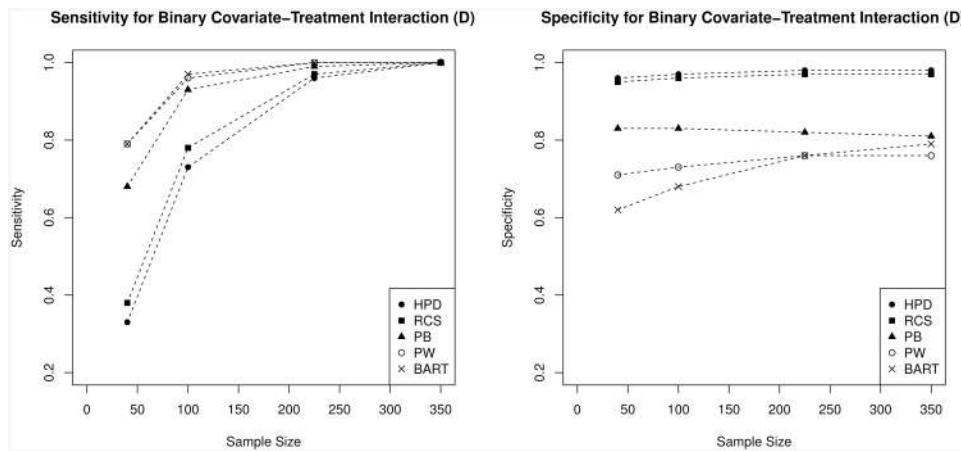 Sensitivity for Binary Covariate−Treatment Interaction (D)
Sensitivity
1.0
0.8
0.6
0.4
0.2
HPD
RCS
PB
PW
BART
0 50 100 150 200 250 300 350
Sample Size
Specificity for Binary Covariate−Treatment Interaction (D
Specificity
1.0
0.8
0.6
0.4
0.2
HPD
RCS
PB
PW
BART
0 50 100 150 200 250 300 350
Sample Size